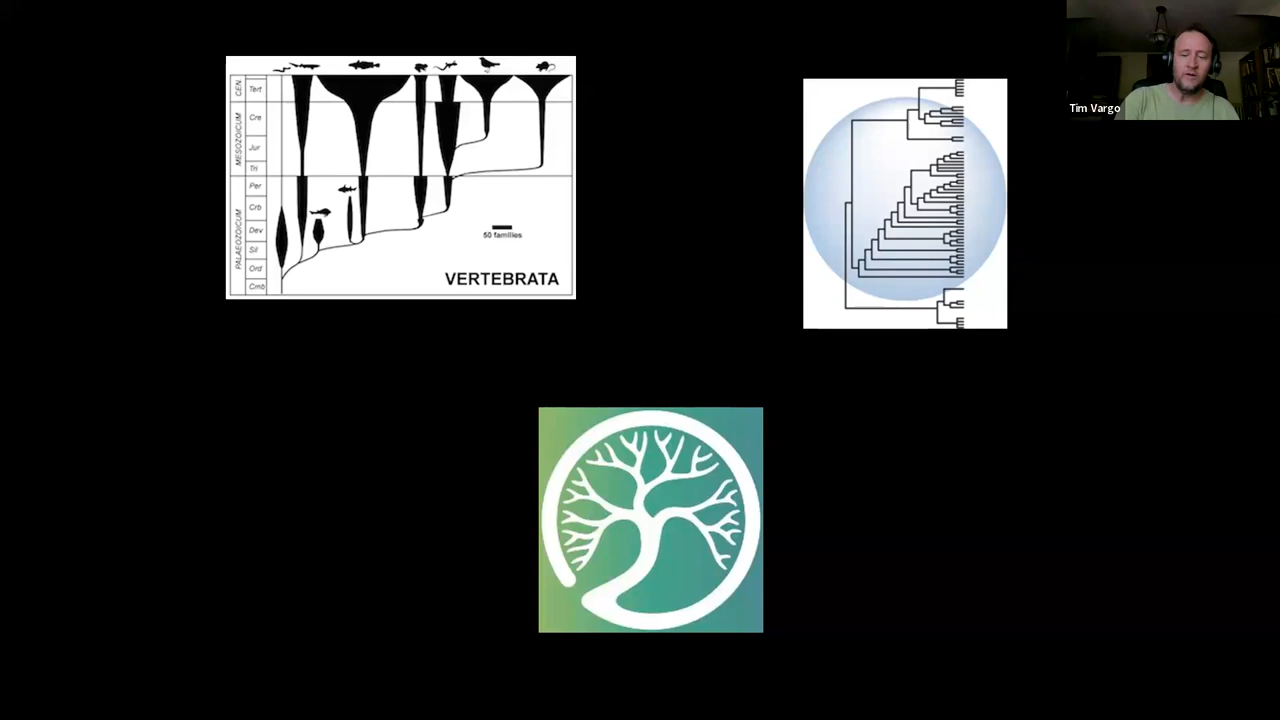 CEN.
Tert
MESOZOICUM
Cre
Jur
Tri
PALAEOZOICUM
Per
Crb
Dev
Sil
Ord
Cmb
50 families
VERTEBRATA
Tim Vargo